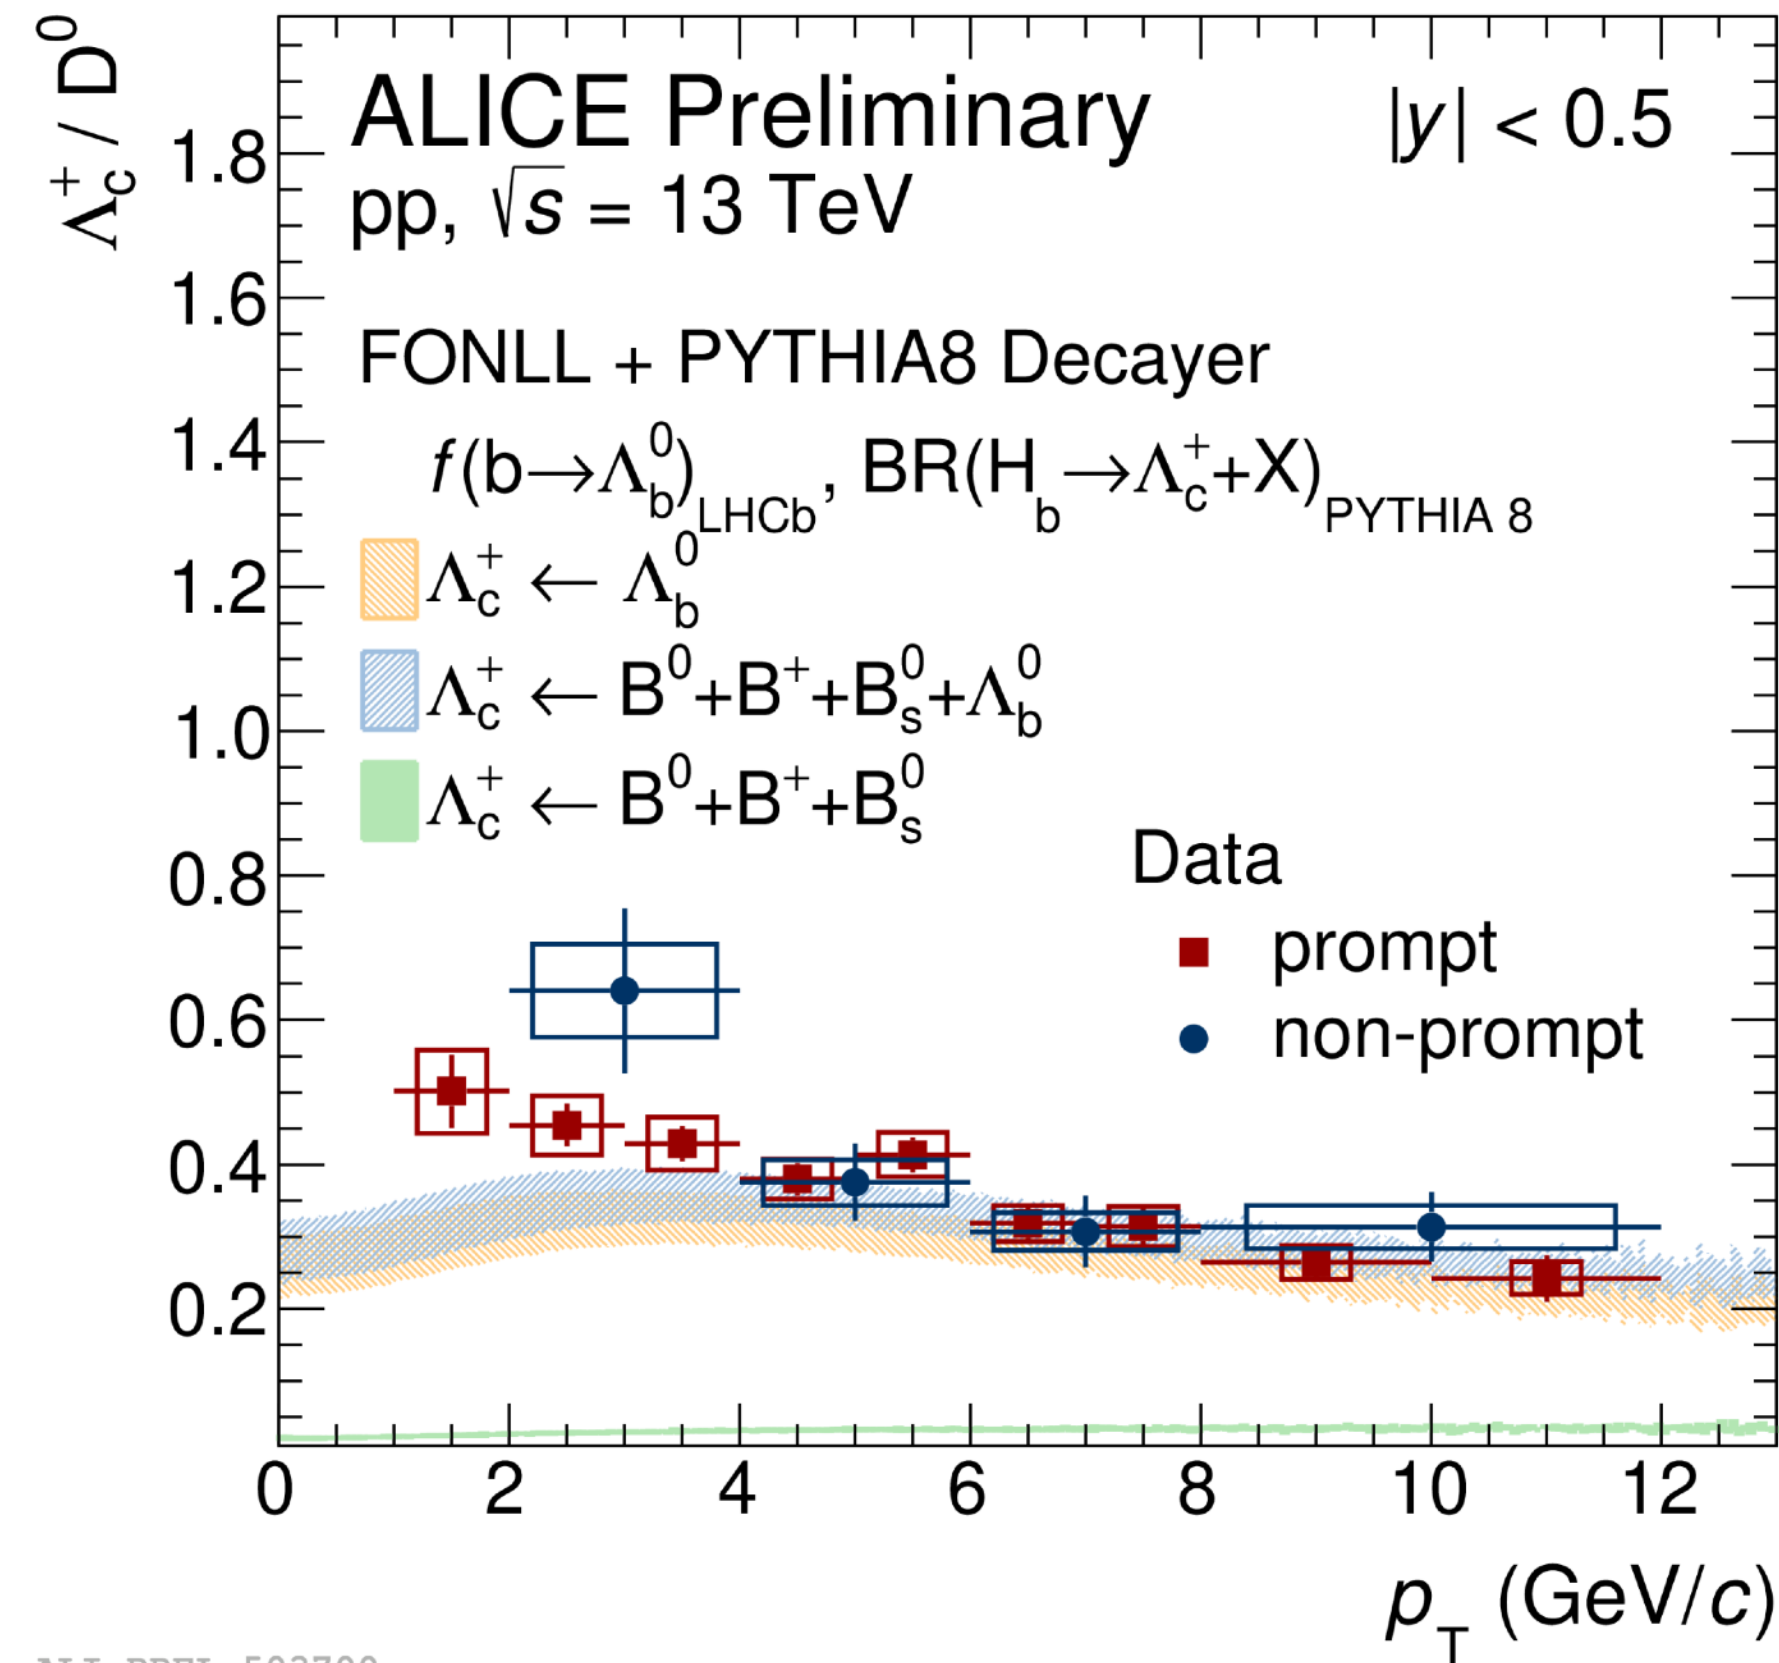 Λc+ / D0
ALICE Preliminary |y| < 0.5
pp, √s = 13 TeV
FONLL + PYTHIA8 Decayer
f(b→Λb0)LHCb, BR(Hb→Λc++X)PYTHIA 8
Λc+ ← Λb0
Λc+ ← B0+B++Bs0+Λb0
Λc+ ← B0+B++Bs0
Data
prompt
non-prompt
1.8
1.6
1.4
1.2
1.0
0.8
0.6
0.4
0.2
0 2 4 6 8 10 12
pT (GeV/c)